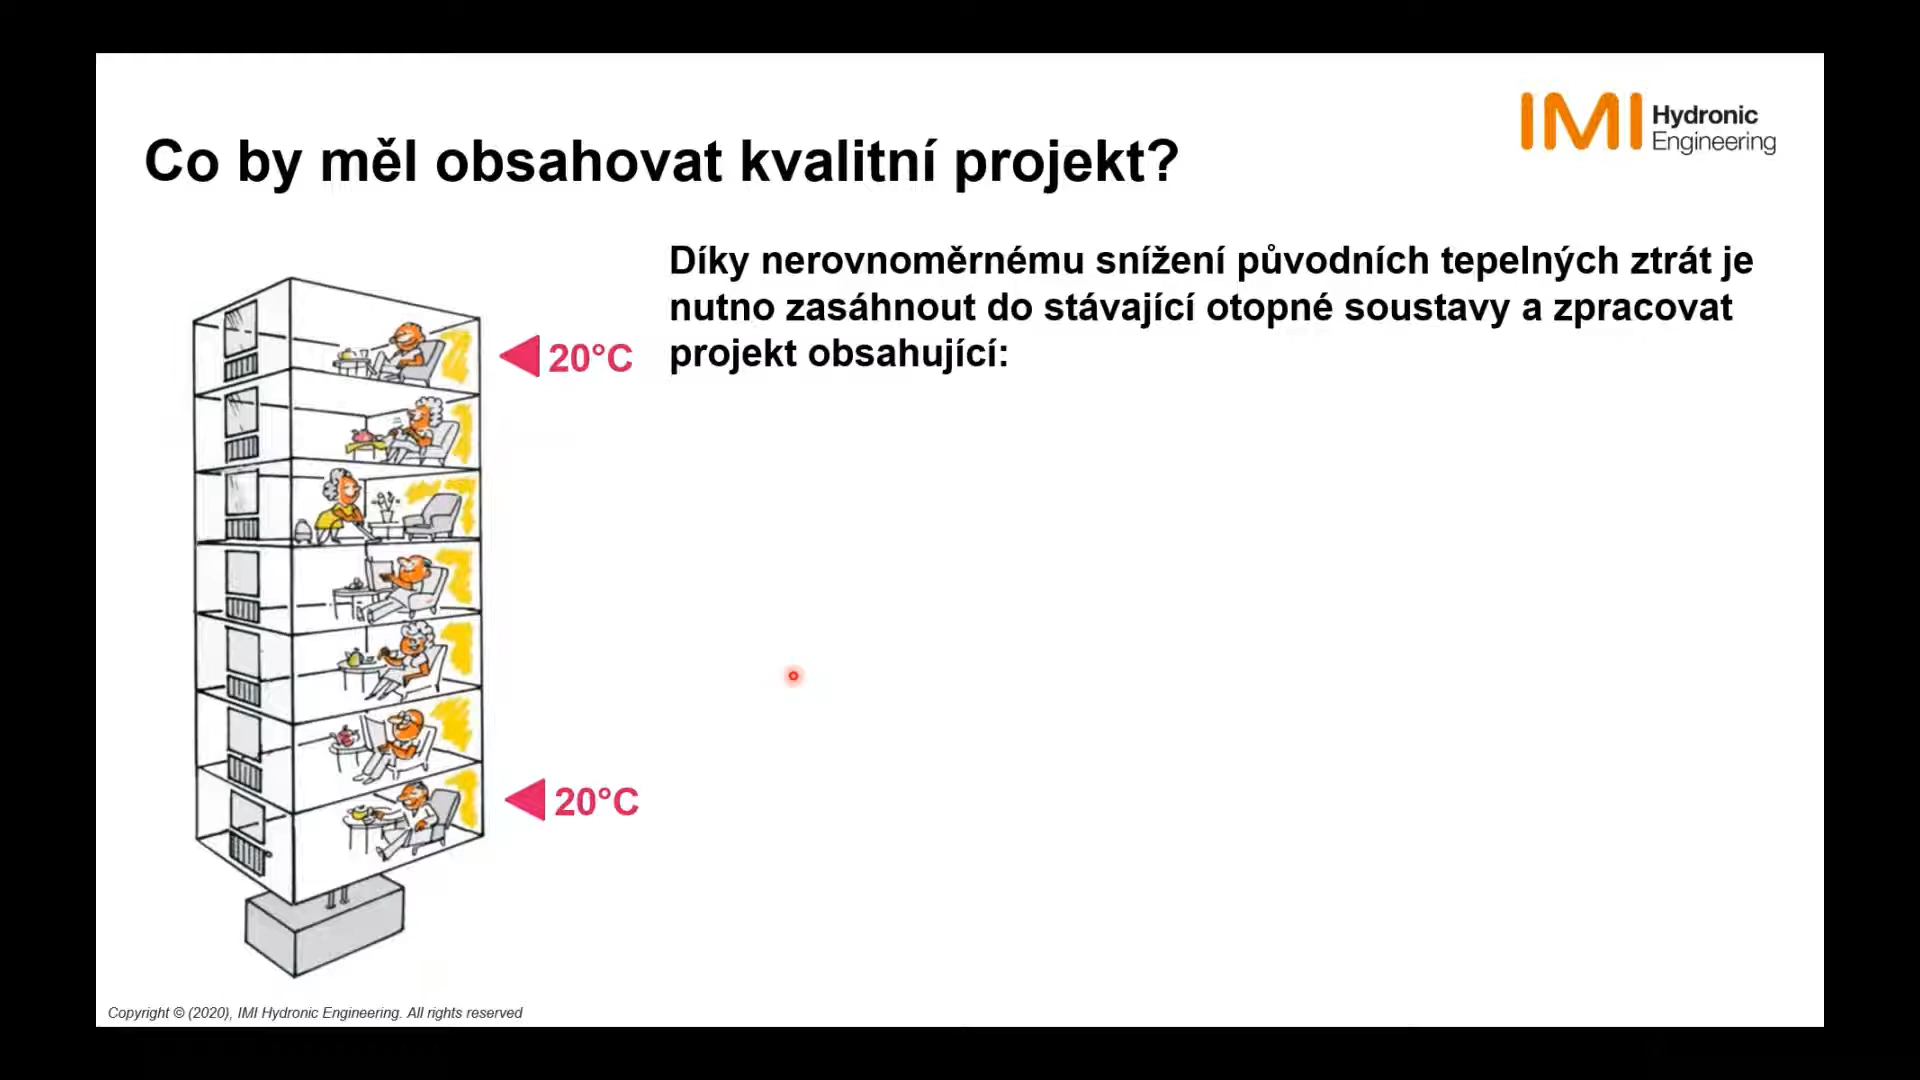 IMI Hydronic
Engineering
Co by měl obsahovat kvalitní projekt?
Díky nerovnoměrnému snížení původních tepelných ztrát je
nutno zasáhnout do stávající otopné soustavy a zpracovat
projekt obsahující:
20°C
20°C
Copyright © (2020), IMI Hydronic Engineering. All rights reserved